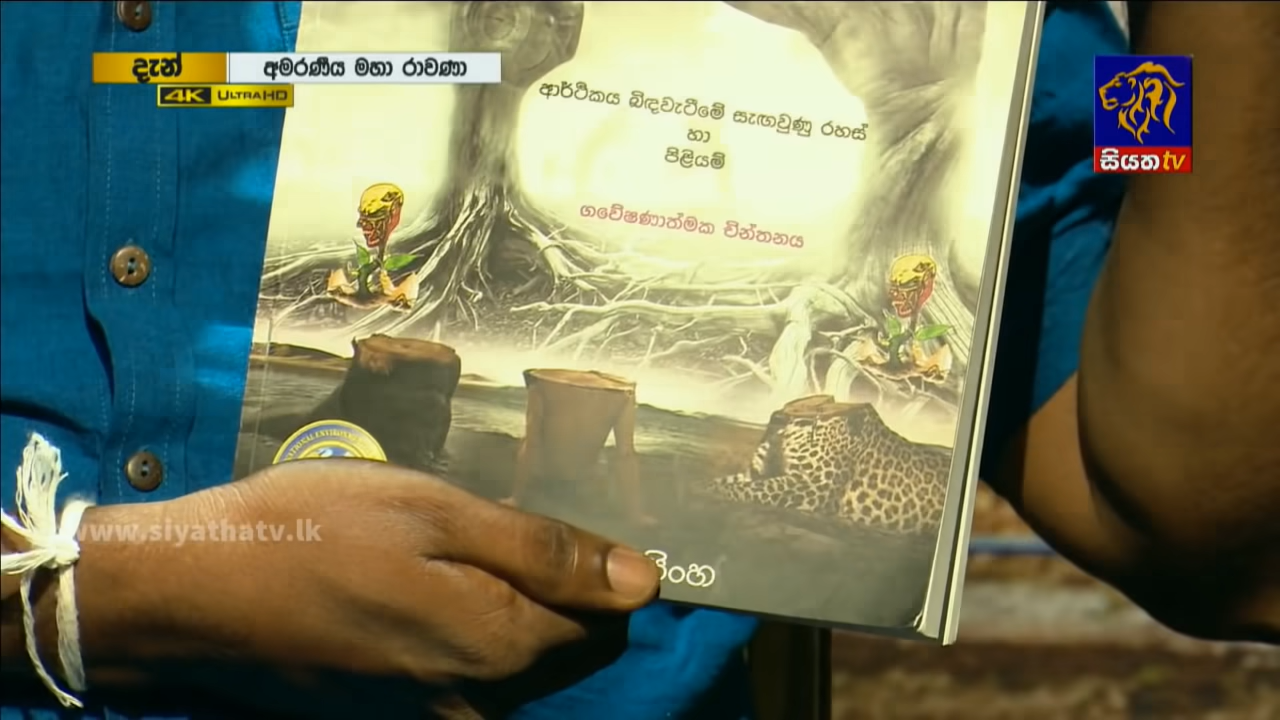 දැන් අමරණීය මහා රාවණා
4K ULTRA HD
සියත tv
ආර්ථිකය බිඳවැටීමේ සැඟවුණු රහස්
හා
පිළියම්
ගවේෂණාත්මක චින්තනය
www.siyathatv.lk